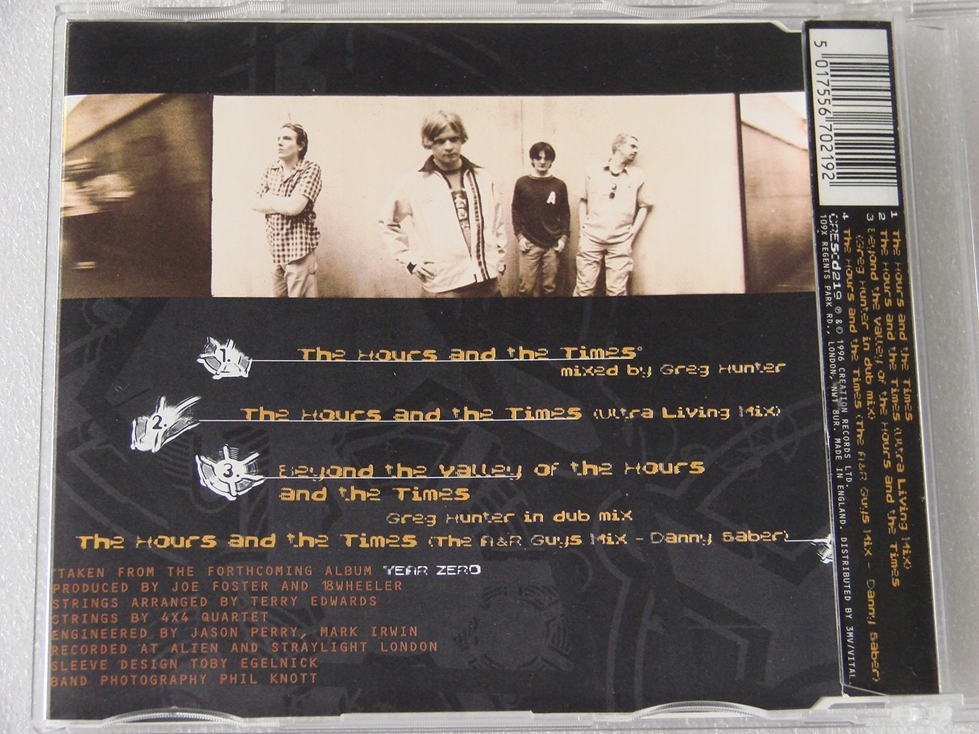 1. The Hours and the Times°
mixed by Greg Hunter
2. The Hours and the Times (Ultra Living Mix)
3. Beyond the valley of the Hours
and the Times
Greg Hunter in dub mix
The Hours and the Times (The A&R Guys Mix - Danny Saber)
°TAKEN FROM THE FORTHCOMING ALBUM YEAR ZERO
PRODUCED BY JOE FOSTER AND 18WHEELER
STRINGS ARRANGED BY TERRY EDWARDS
STRINGS BY 4X4 QUARTET
ENGINEERED BY JASON PERRY, MARK IRWIN
RECORDED AT ALIEN AND STRAYLIGHT LONDON
SLEEVE DESIGN TOBY EGELNICK
BAND PHOTOGRAPHY PHIL KNOTT
A
5 017556 702192
1 The Hours and the Times
2 The Hours and the Times (Ultra Living Mix)
3 Beyond the valley of the Hours and the Times
(Greg Hunter in dub mix)
4 The Hours and the Times (The A&R Guys Mix - Danny Saber)
CREscd219 ℗ & © 1996 CREATION RECORDS LTD.
109X REGENTS PARK RD., LONDON, NW1 8UR. MADE IN ENGLAND. DISTRIBUTED BY 3MV/VITAL.